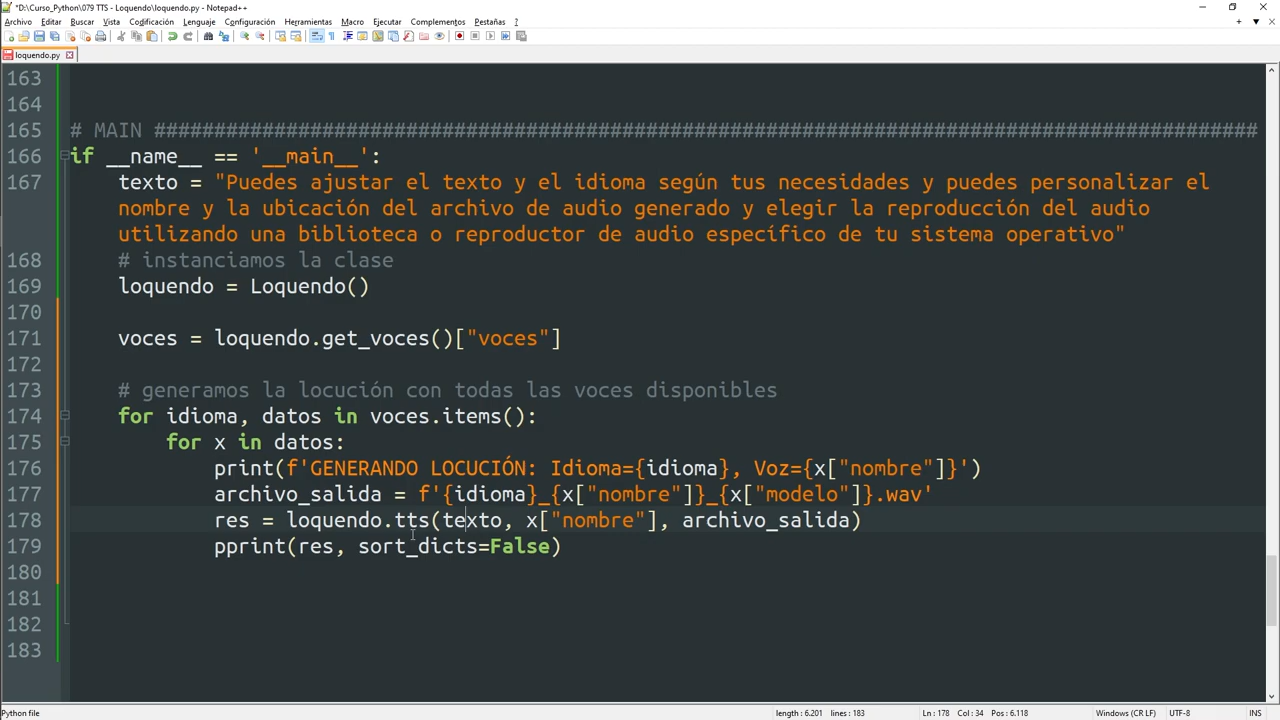 *D:\Curso_Python\079 TTS - Loquendo\loquendo.py - Notepad++
Archivo Editar Buscar Vista Codificación Lenguaje Configuración Herramientas Macro Ejecutar Complementos Pestañas
loquendo.py
163
164
165 # MAIN ############################################################################################
166 if __name__ == '__main__':
167 texto = "Puedes ajustar el texto y el idioma según tus necesidades y puedes personalizar el
nombre y la ubicación del archivo de audio generado y elegir la reproducción del audio
utilizando una biblioteca o reproductor de audio específico de tu sistema operativo"
168 # instanciamos la clase
169 loquendo = Loquendo()
170
171 voces = loquendo.get_voces()["voces"]
172
173 # generamos la locución con todas las voces disponibles
174 for idioma, datos in voces.items():
175 for x in datos:
176 print(f'GENERANDO LOCUCIÓN: Idioma={idioma}, Voz={x["nombre"]}')
177 archivo_salida = f'{idioma}_{x["nombre"]}_{x["modelo"]}.wav'
178 res = loquendo.tts(texto, x["nombre"], archivo_salida)
179 pprint(res, sort_dicts=False)
180
181
182
183
Python file length : 6.201 lines : 183 Ln : 178 Col : 34 Pos : 6.118 Windows (CR LF) UTF-8 INS